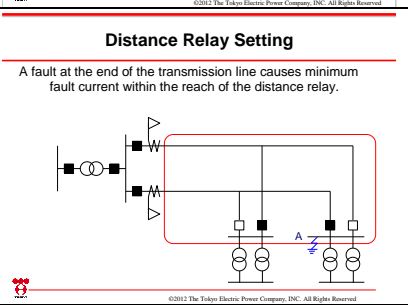 ©2012 The Tokyo Electric Power Company, INC. All Rights Reserved
Distance Relay Setting
A fault at the end of the transmission line causes minimum
fault current within the reach of the distance relay.
A
©2012 The Tokyo Electric Power Company, INC. All Rights Reserved